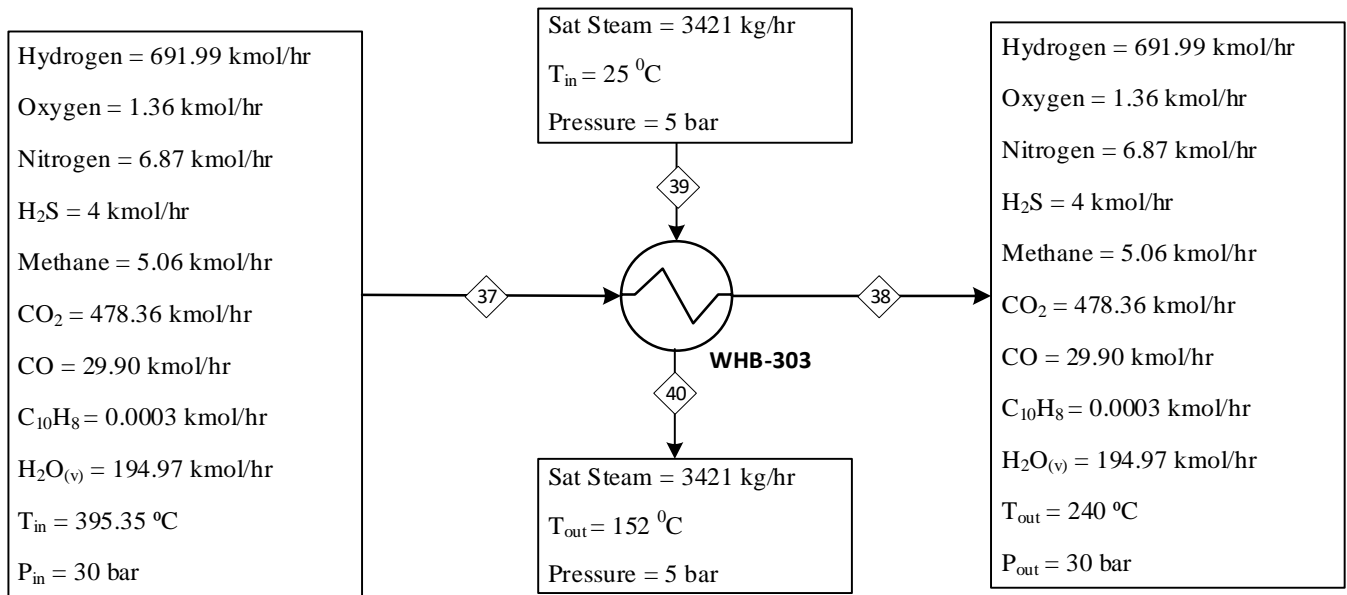 Hydrogen = 691.99 kmol/hr
Oxygen = 1.36 kmol/hr
Nitrogen = 6.87 kmol/hr
H₂S = 4 kmol/hr
Methane = 5.06 kmol/hr
CO₂ = 478.36 kmol/hr
CO = 29.90 kmol/hr
C₁₀H₈ = 0.0003 kmol/hr
H₂O₍ᵥ₎ = 194.97 kmol/hr
Tᵢₙ = 395.35 ºC
Pᵢₙ = 30 bar
37
Sat Steam = 3421 kg/hr
Tᵢₙ = 25 ⁰C
Pressure = 5 bar
39
WHB-303
40
Sat Steam = 3421 kg/hr
Tₒᵤₜ = 152 ⁰C
Pressure = 5 bar
38
Hydrogen = 691.99 kmol/hr
Oxygen = 1.36 kmol/hr
Nitrogen = 6.87 kmol/hr
H₂S = 4 kmol/hr
Methane = 5.06 kmol/hr
CO₂ = 478.36 kmol/hr
CO = 29.90 kmol/hr
C₁₀H₈ = 0.0003 kmol/hr
H₂O₍ᵥ₎ = 194.97 kmol/hr
Tₒᵤₜ = 240 ºC
Pₒᵤₜ = 30 bar